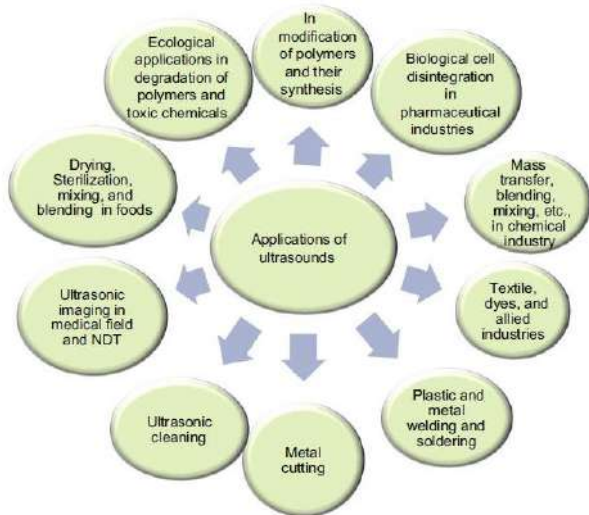 In
modification
of polymers
and their
synthesis
Biological cell
disintegration
in
pharmaceutical
industries
Mass
transfer,
blending,
mixing, etc.,
in chemical
industry
Textile,
dyes, and
allied
industries
Plastic and
metal
welding and
soldering
Metal
cutting
Ultrasonic
cleaning
Ultrasonic
imaging in
medical field
and NDT
Drying,
Sterilization,
mixing, and
blending in foods
Ecological
applications in
degradation of
polymers and
toxic chemicals
Applications of
ultrasounds